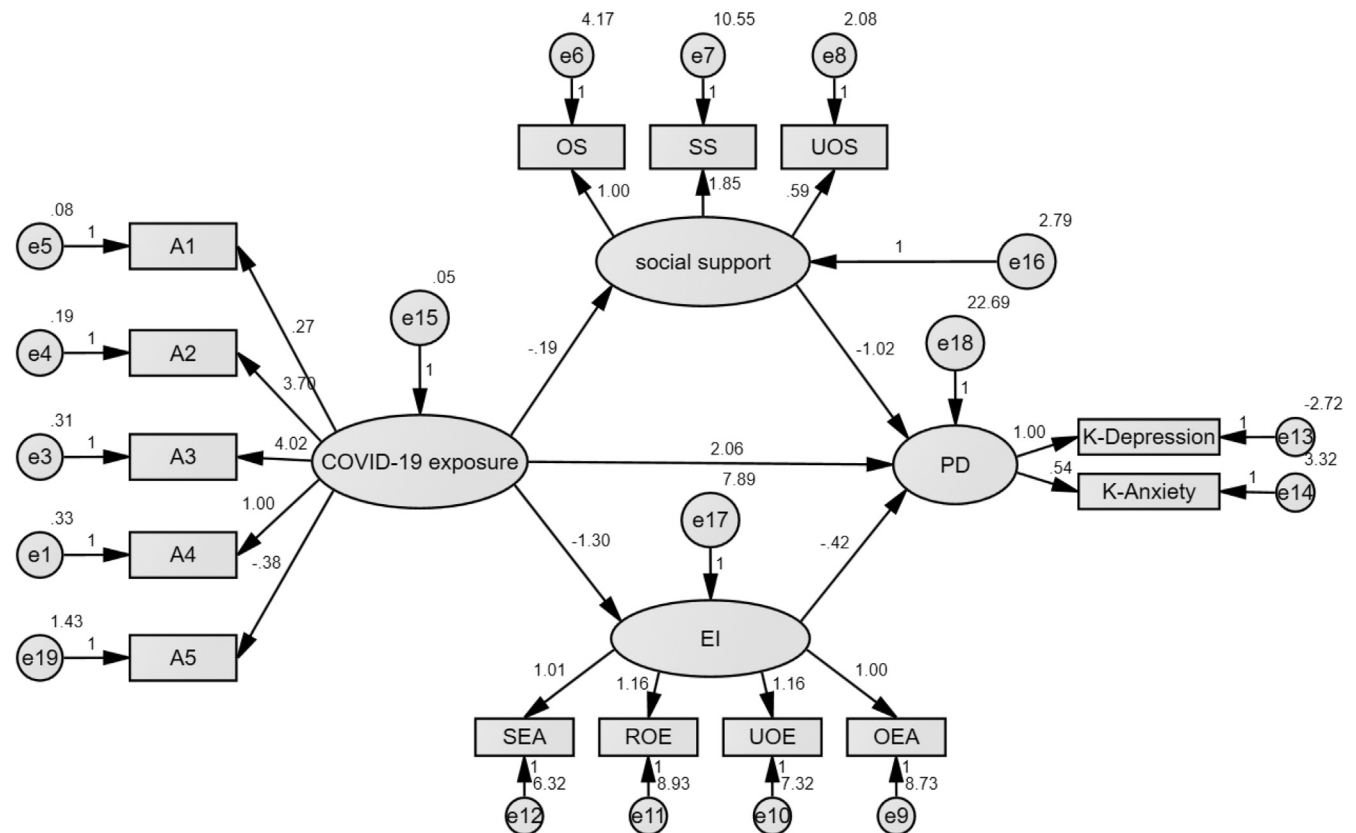 4.17
10.55
2.08
e6
e7
e8
1
1
1
OS
SS
UOS
1.00
1.85
.59
.08
e5
1
A1
2.79
social support
1
e16
.05
.27
e15
22.69
.19
e4
1
A2
e18
-.19
-1.02
1
3.70
1
-2.72
.31
1.00
K-Depression
1
e13
e3
1
A3
4.02
COVID-19 exposure
2.06
PD
3.32
7.89
.54
K-Anxiety
1
e14
1.00
.33
e17
e1
1
A4
-1.30
-.42
-.38
1
1.43
e19
1
A5
EI
1.01
1.16
1.16
1.00
SEA
ROE
UOE
OEA
1
1
1
1
6.32
8.93
7.32
8.73
e12
e11
e10
e9